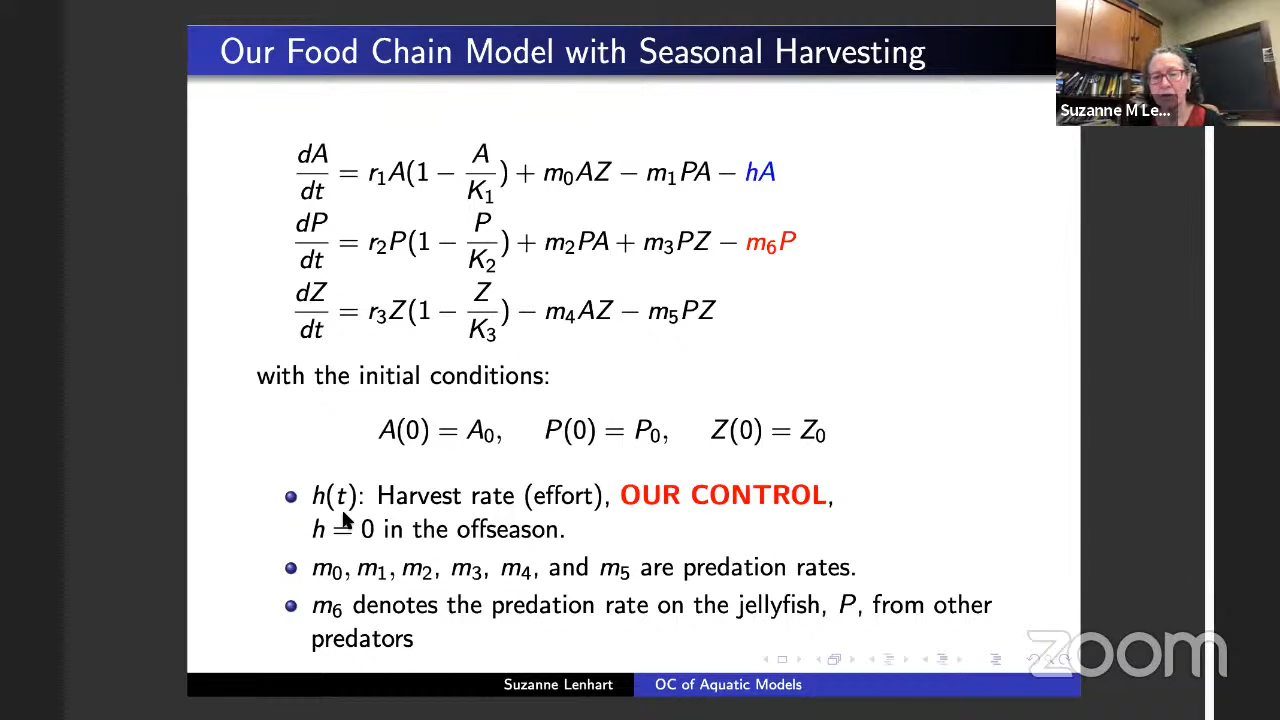 Our Food Chain Model with Seasonal Harvesting
Suzanne M Le...
dA/dt = r₁A(1 − A/K₁) + m₀AZ − m₁PA − hA
dP/dt = r₂P(1 − P/K₂) + m₂PA + m₃PZ − m₆P
dZ/dt = r₃Z(1 − Z/K₃) − m₄AZ − m₅PZ
with the initial conditions:
A(0) = A₀, P(0) = P₀, Z(0) = Z₀
h(t): Harvest rate (effort), OUR CONTROL,
h = 0 in the offseason.
m₀, m₁, m₂, m₃, m₄, and m₅ are predation rates.
m₆ denotes the predation rate on the jellyfish, P, from other
predators
zoom
Suzanne Lenhart OC of Aquatic Models